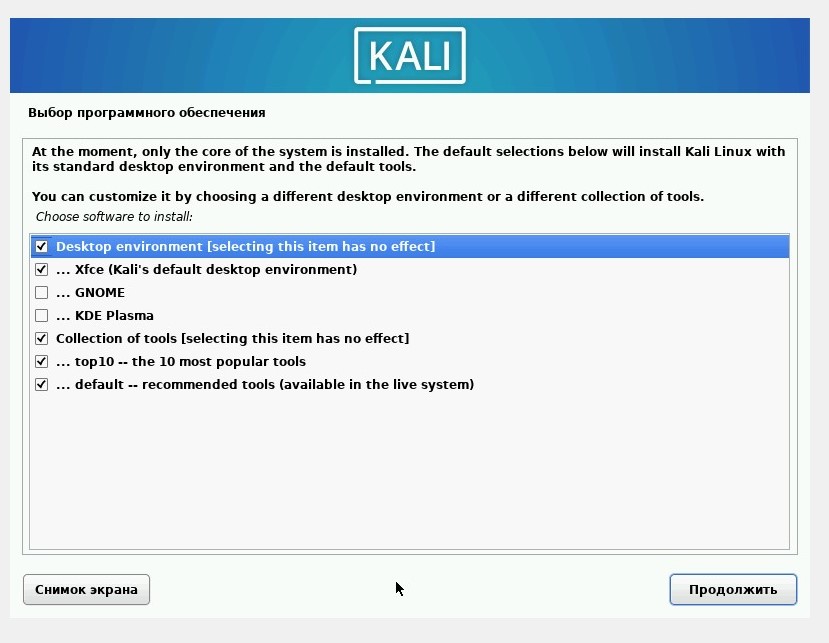 KALI
Выбор программного обеспечения
At the moment, only the core of the system is installed. The default selections below will install Kali Linux with
its standard desktop environment and the default tools.
You can customize it by choosing a different desktop environment or a different collection of tools.
Choose software to install:
Desktop environment [selecting this item has no effect]
... Xfce (Kali's default desktop environment)
... GNOME
... KDE Plasma
Collection of tools [selecting this item has no effect]
... top10 -- the 10 most popular tools
... default -- recommended tools (available in the live system)
Снимок экрана
Продолжить